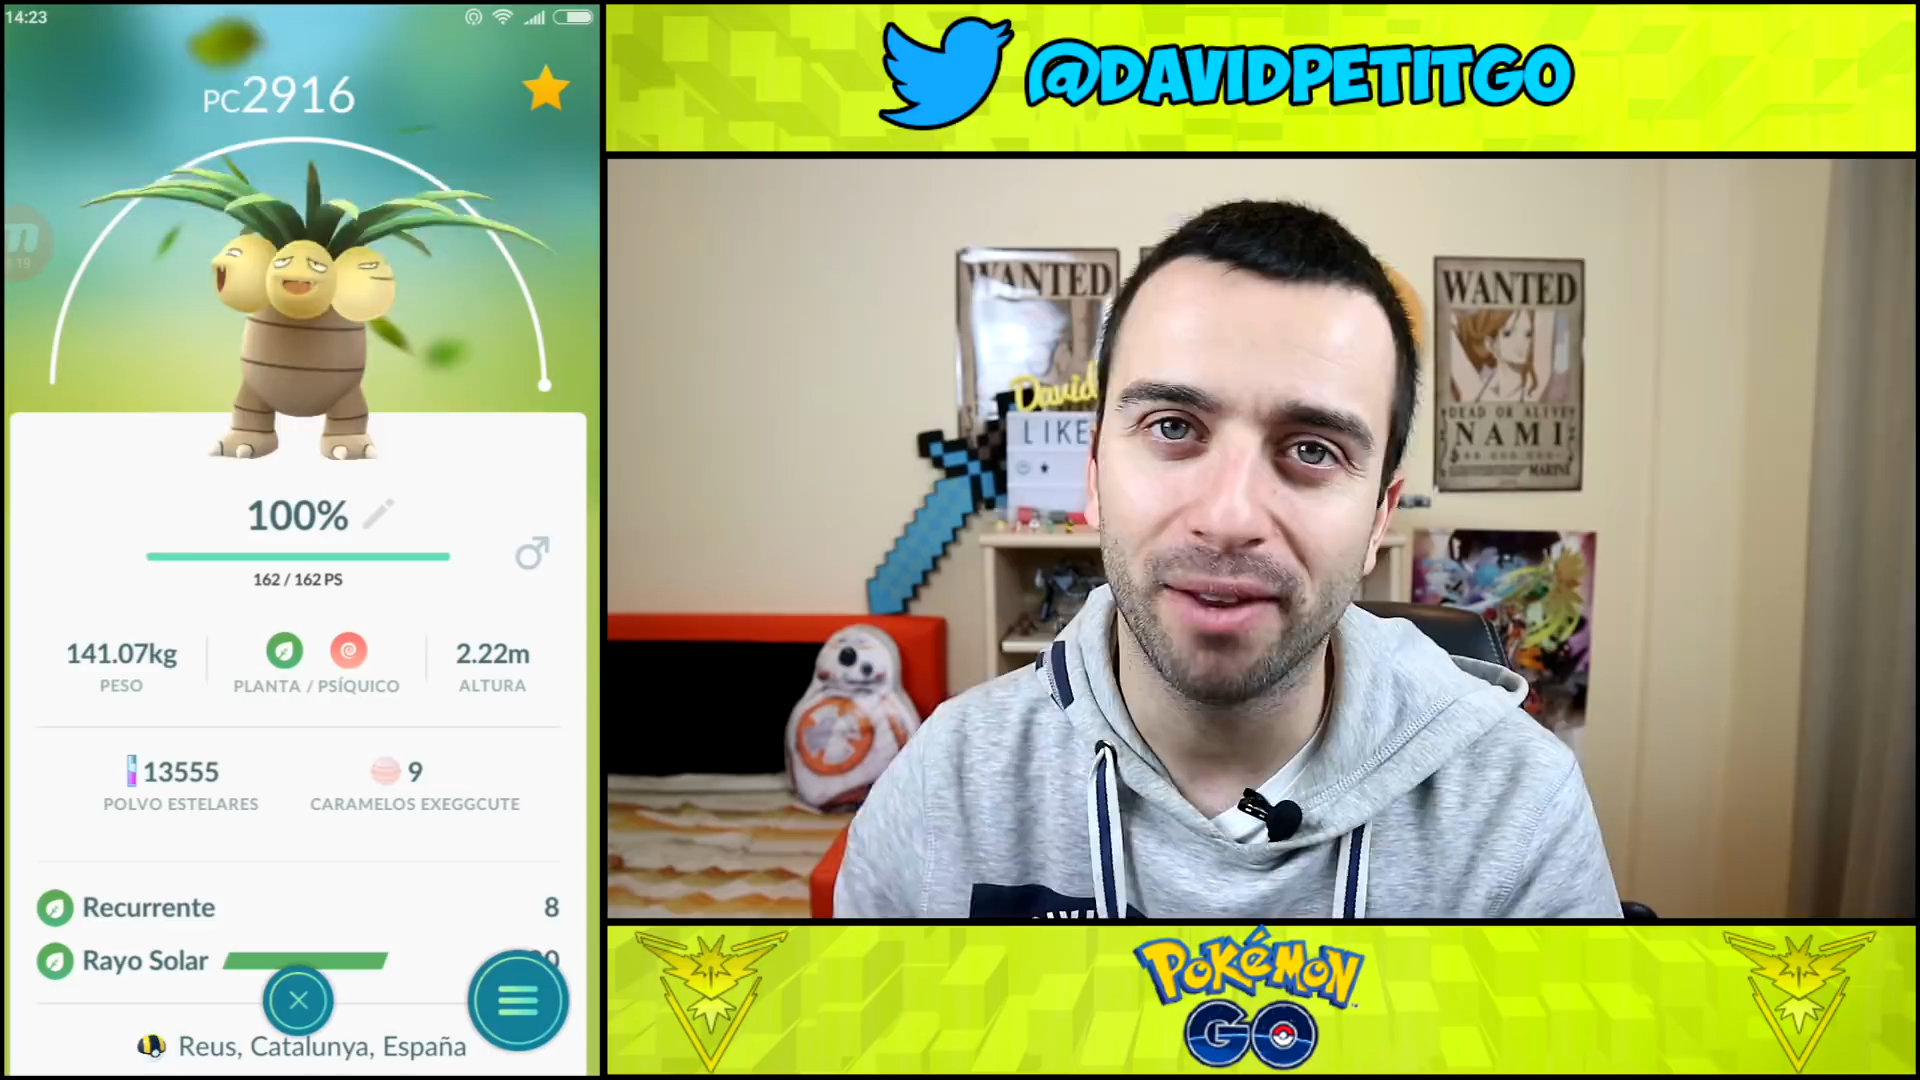 14:23
PC2916
100%
162 / 162 PS
141.07kg
PESO
PLANTA / PSÍQUICO
2.22m
ALTURA
13555
POLVO ESTELARES
9
CARAMELOS EXEGGCUTE
Recurrente
8
Rayo Solar
Reus, Catalunya, España
@DAVIDPETITGO
WANTED
David
LIKE
WANTED
DEAD OR ALIVE
NAMI
MARINE
POKÉMON
GO